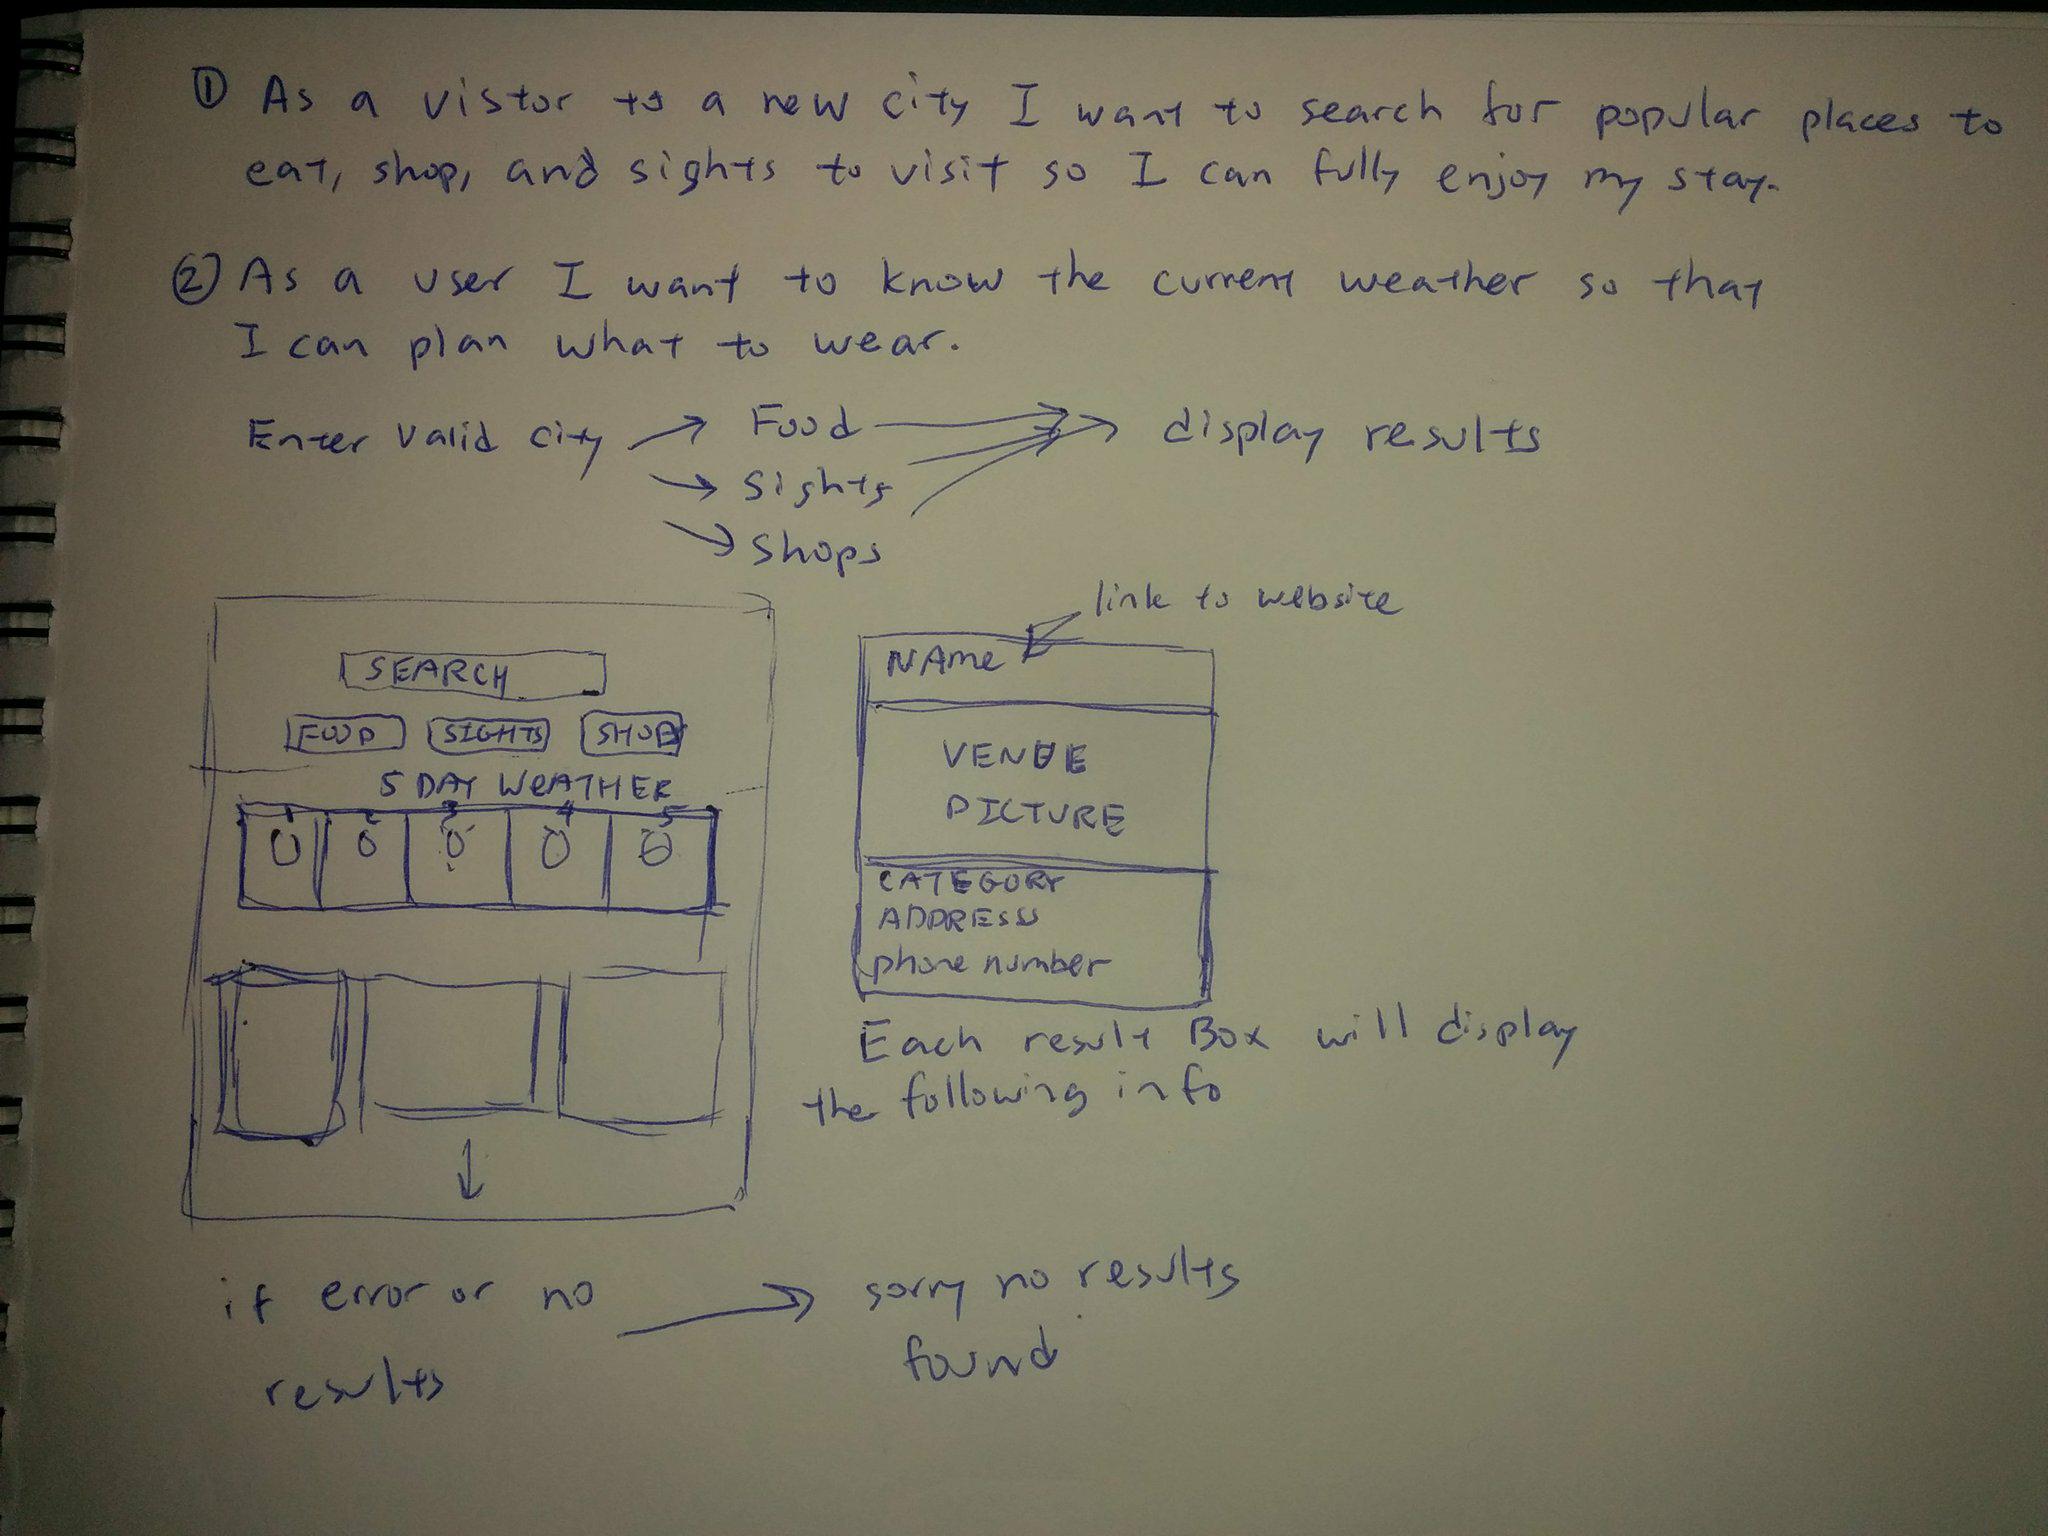 ① As a vistor to a new city I want to search for popular places to
eat, shop, and sights to visit so I can fully enjoy my stay.
② As a user I want to know the current weather so that
I can plan what to wear.
Enter valid city → Food → display results
→ Sights
→ Shops
link to website
SEARCH
FOOD SIGHTS SHOPS
5 DAY WEATHER
1 2 3 4 5
NAME
VENUE
PICTURE
CATEGORY
ADDRESS
phone number
Each result Box will display
the following info
if error or no → sorry no results
results found